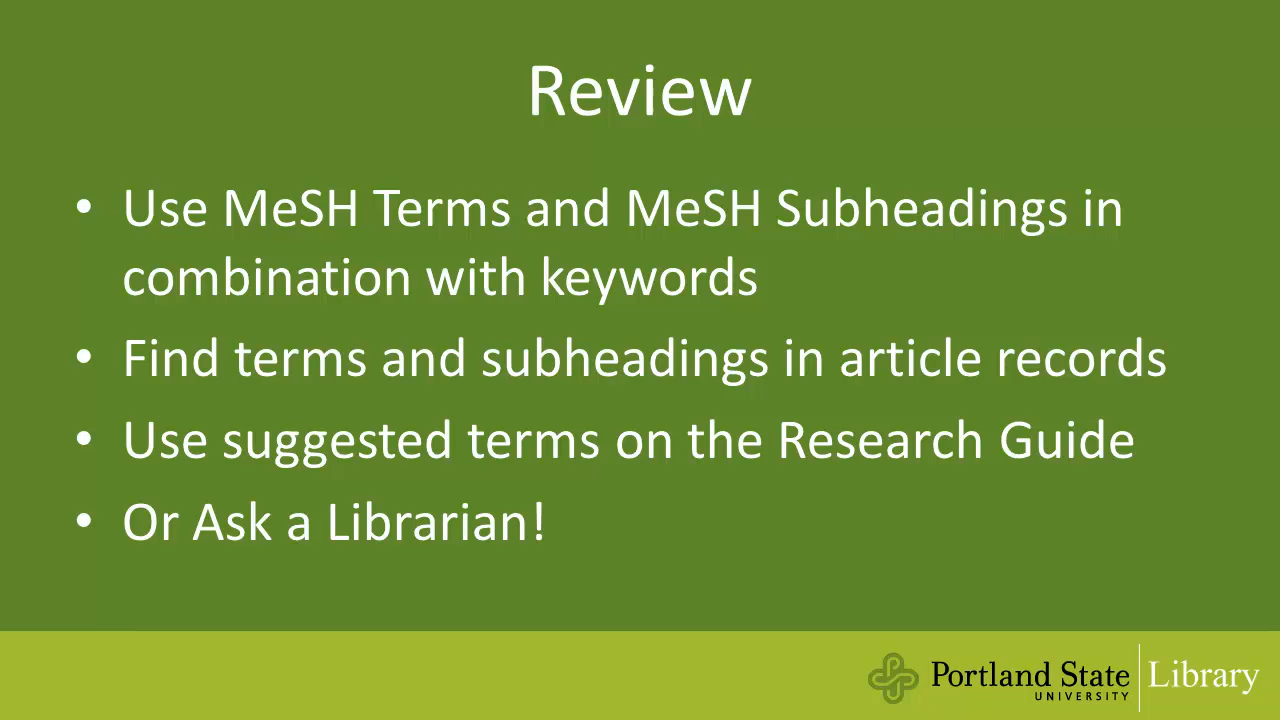 Review
• Use MeSH Terms and MeSH Subheadings in
combination with keywords
• Find terms and subheadings in article records
• Use suggested terms on the Research Guide
• Or Ask a Librarian!
Portland State Library
UNIVERSITY